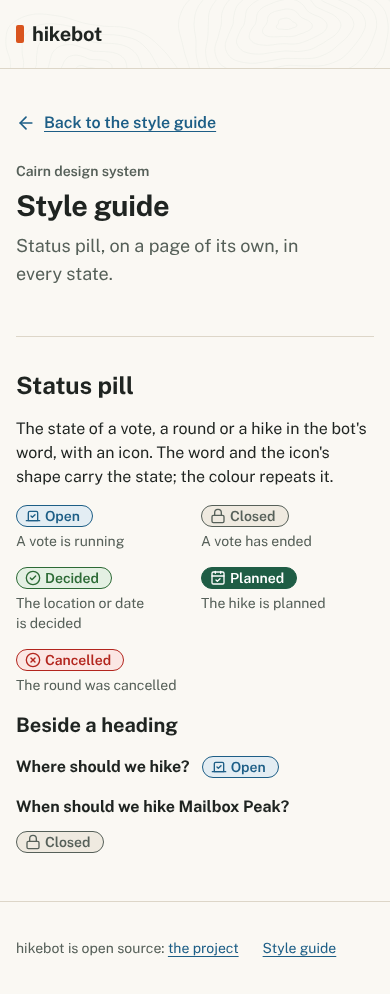 hikebot
Back to the style guide
Cairn design system
Style guide
Status pill, on a page of its own, in
every state.
Status pill
The state of a vote, a round or a hike in the bot's
word, with an icon. The word and the icon's
shape carry the state; the colour repeats it.
Open
A vote is running
Closed
A vote has ended
Decided
The location or date
is decided
Planned
The hike is planned
Cancelled
The round was cancelled
Beside a heading
Where should we hike? Open
When should we hike Mailbox Peak?
Closed
hikebot is open source: the project Style guide